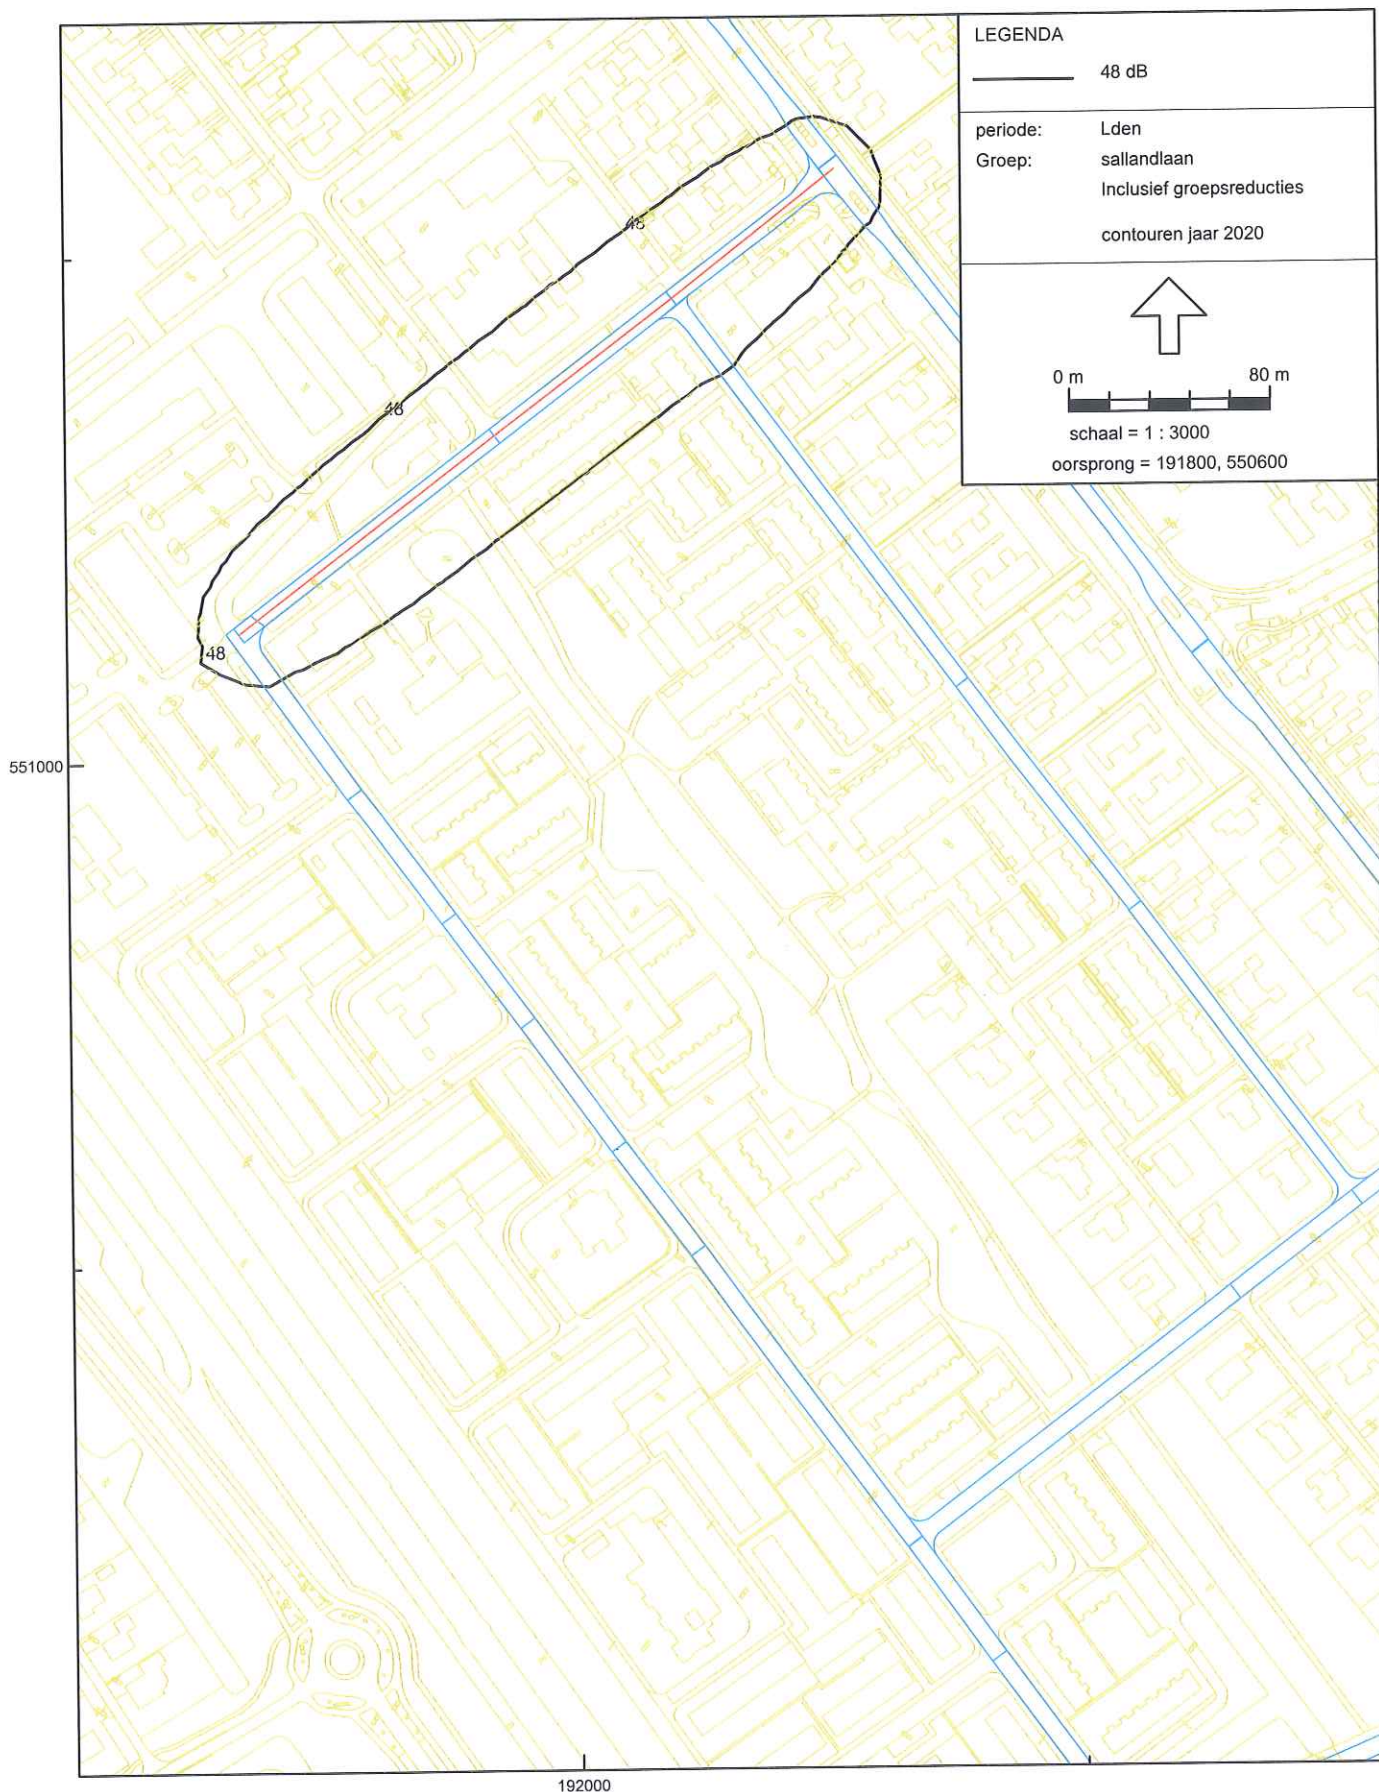 LEGENDA
48 dB
periode: Lden
Groep: sallandlaan
Inclusief groepsreducties
contouren jaar 2020
0 m 80 m
schaal = 1 : 3000
oorsprong = 191800, 550600
48
48
48
551000
192000